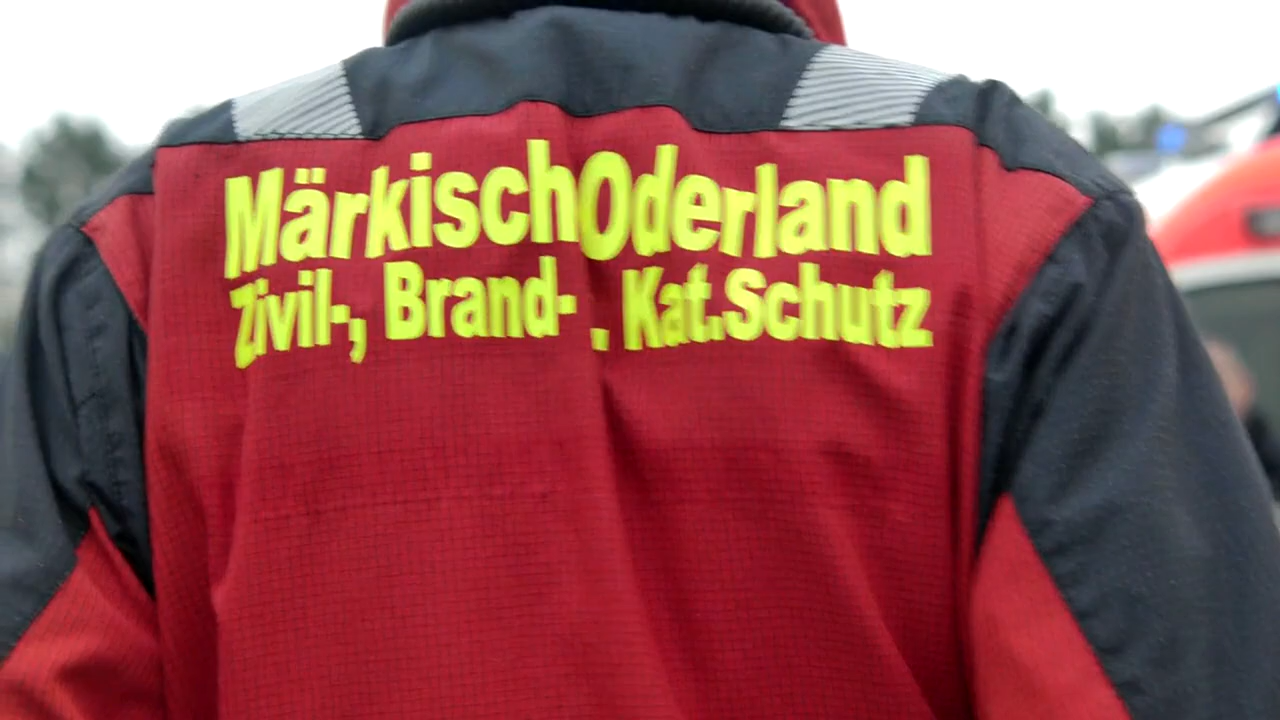 MärkischOderland
Zivil-, Brand- , Kat.Schutz